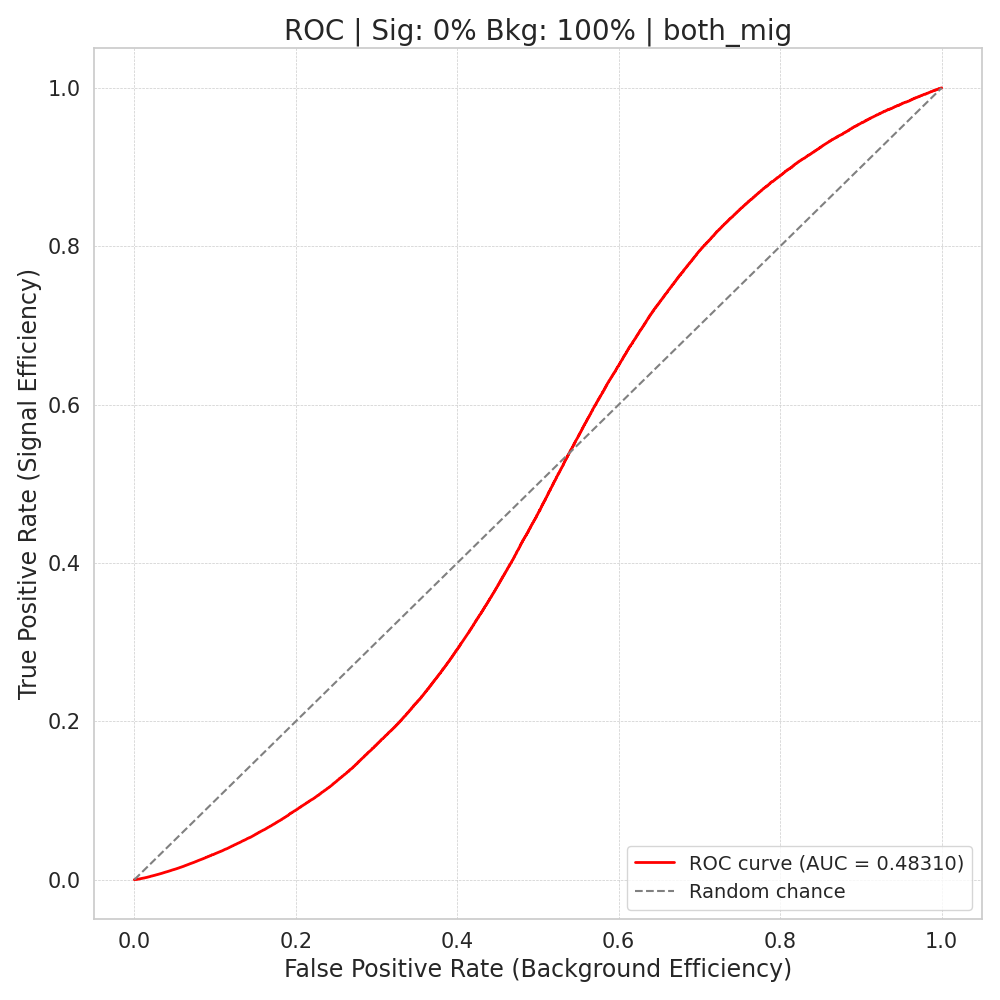 ROC | Sig: 0% Bkg: 100% | both_mig
True Positive Rate (Signal Efficiency)
1.0
0.8
0.6
0.4
0.2
0.0
ROC curve (AUC = 0.48310)
Random chance
0.0 0.2 0.4 0.6 0.8 1.0
False Positive Rate (Background Efficiency)